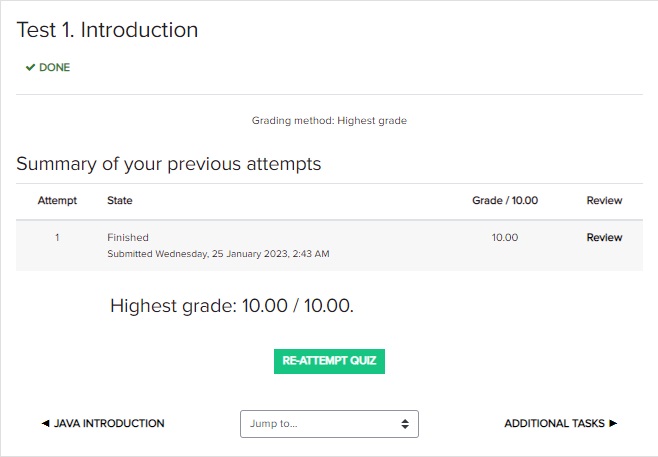 Test 1. Introduction
✔ DONE
Grading method: Highest grade
Summary of your previous attempts
Attempt State Grade / 10.00 Review
1 Finished 10.00 Review
Submitted Wednesday, 25 January 2023, 2:43 AM
Highest grade: 10.00 / 10.00.
RE-ATTEMPT QUIZ
◄ JAVA INTRODUCTION Jump to... ADDITIONAL TASKS ►